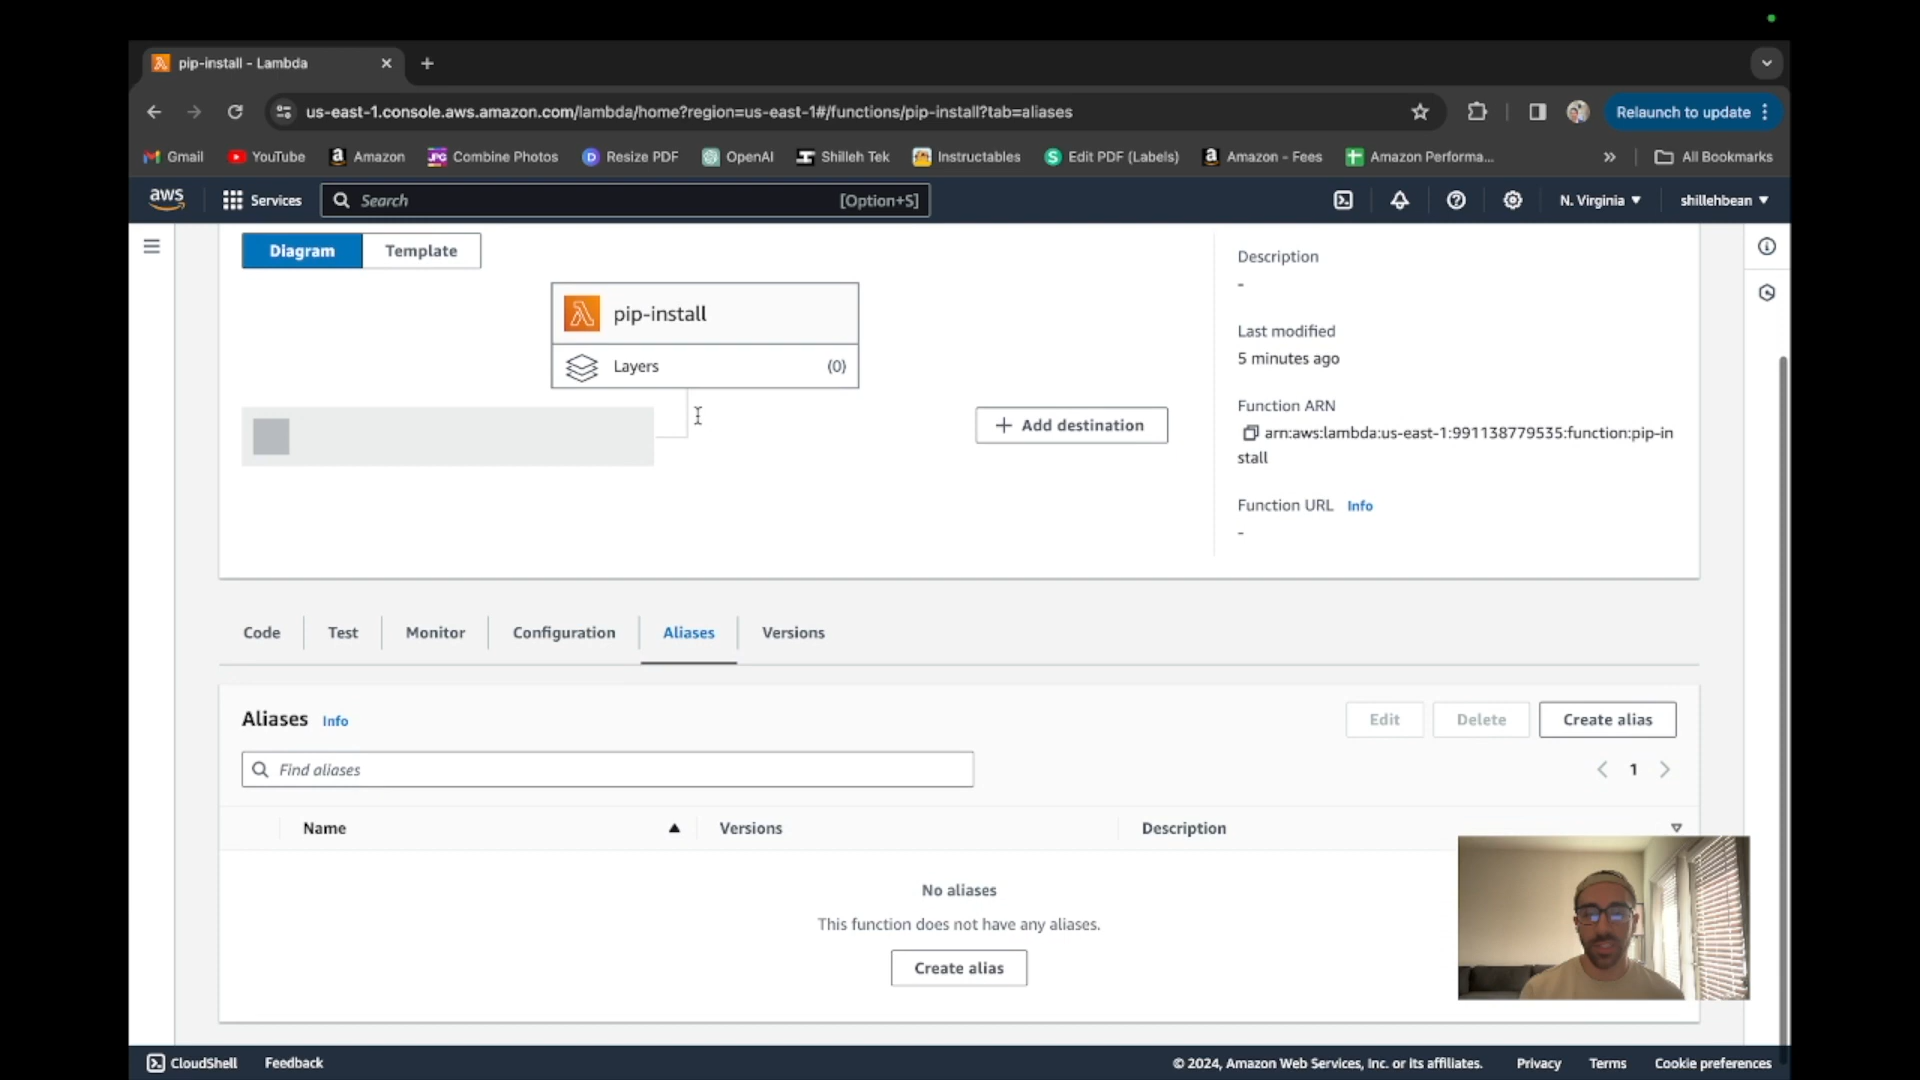 pip-install - Lambda
us-east-1.console.aws.amazon.com/lambda/home?region=us-east-1#/functions/pip-install?tab=aliases
Relaunch to update
Gmail
YouTube
Amazon
Combine Photos
Resize PDF
OpenAI
Shilleh Tek
Instructables
Edit PDF (Labels)
Amazon - Fees
Amazon Performa...
All Bookmarks
aws
Services
Search
[Option+S]
N. Virginia
shillehbean
Diagram
Template
pip-install
Layers
(0)
Add destination
Description
-
Last modified
5 minutes ago
Function ARN
arn:aws:lambda:us-east-1:991138779535:function:pip-in
stall
Function URL Info
-
Code
Test
Monitor
Configuration
Aliases
Versions
Aliases Info
Edit
Delete
Create alias
Find aliases
1
Name
Versions
Description
No aliases
This function does not have any aliases.
Create alias
CloudShell
Feedback
© 2024, Amazon Web Services, Inc. or its affiliates.
Privacy
Terms
Cookie preferences